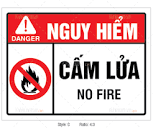 DANGER
NGUY HIỂM
CẤM LỬA
NO FIRE